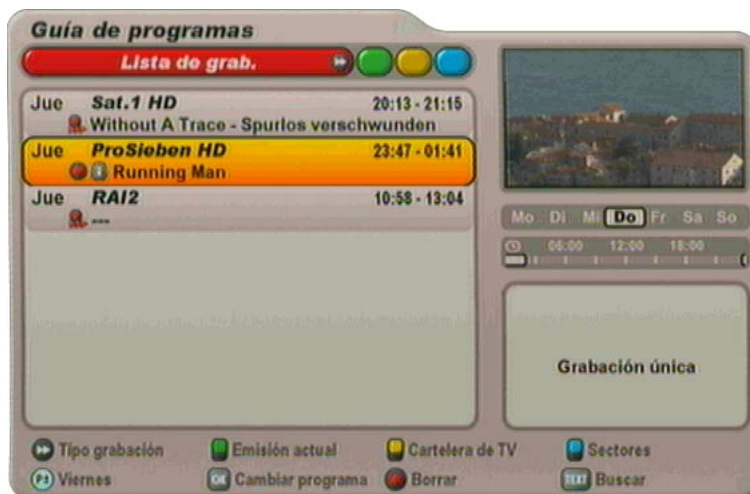 Guía de programas
Lista de grab.
Jue Sat.1 HD 20:13 - 21:15
Without A Trace - Spurlos verschwunden
Jue ProSieben HD 23:47 - 01:41
i Running Man
Jue RAI2 10:58 - 13:04
---
Mo Di Mi Do Fr Sa So
06:00 12:00 18:00
Grabación única
Tipo grabación Emisión actual Cartelera de TV Sectores
Viernes OK Cambiar programa Borrar TEXT Buscar